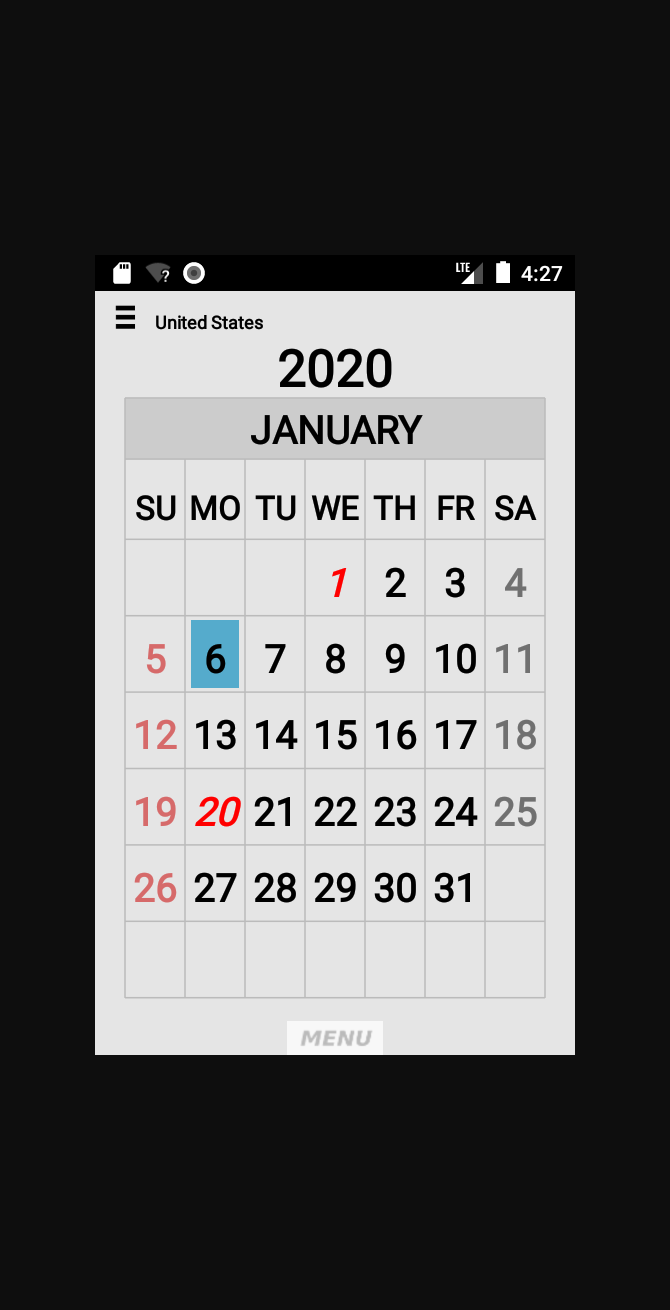 LTE 4:27
United States
2020
JANUARY
SU MO TU WE TH FR SA
1 2 3 4
5 6 7 8 9 10 11
12 13 14 15 16 17 18
19 20 21 22 23 24 25
26 27 28 29 30 31
MENU